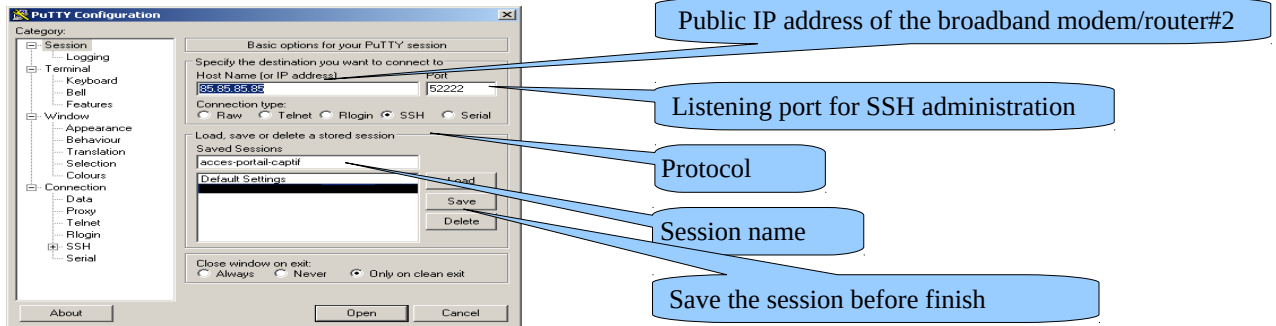 PuTTY Configuration
Category:
Session
Logging
Terminal
Keyboard
Bell
Features
Window
Appearance
Behaviour
Translation
Selection
Colours
Connection
Data
Proxy
Telnet
Rlogin
SSH
Serial
Basic options for your PuTTY session
Specify the destination you want to connect to
Host Name (or IP address) Port
85.85.85.85 52222
Connection type:
Raw Telnet Rlogin SSH Serial
Load, save or delete a stored session
Saved Sessions
acces-portail-captif
Default Settings
Load
Save
Delete
Close window on exit:
Always Never Only on clean exit
About Open Cancel
Public IP address of the broadband modem/router#2
Listening port for SSH administration
Protocol
Session name
Save the session before finish